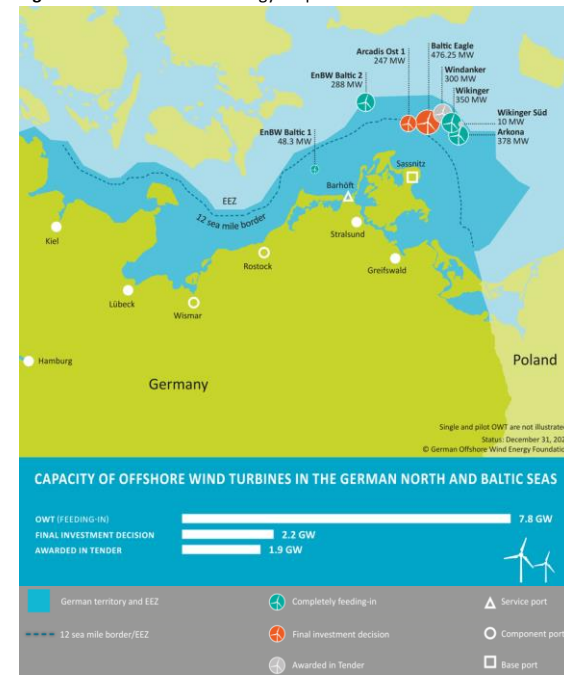 Baltic Eagle
476.25 MW
Arcadis Ost 1
247 MW
Windanker
300 MW
EnBW Baltic 2
288 MW
Wikinger
350 MW
Wikinger Süd
10 MW
Arkona
378 MW
EnBW Baltic 1
48.3 MW
Sassnitz
Barhöft
EEZ
12 sea mile border
Kiel
Stralsund
Rostock
Greifswald
Lübeck
Wismar
Hamburg
Poland
Germany
Single and pilot OWT are not illustrate
Status: December 31, 202
© German Offshore Wind Energy Foundatio
CAPACITY OF OFFSHORE WIND TURBINES IN THE GERMAN NORTH AND BALTIC SEAS
OWT (FEEDING-IN) 7.8 GW
FINAL INVESTMENT DECISION 2.2 GW
AWARDED IN TENDER 1.9 GW
German territory and EEZ
Completely feeding-in
Service port
12 sea mile border/EEZ
Final investment decision
Component port
Awarded in Tender
Base port